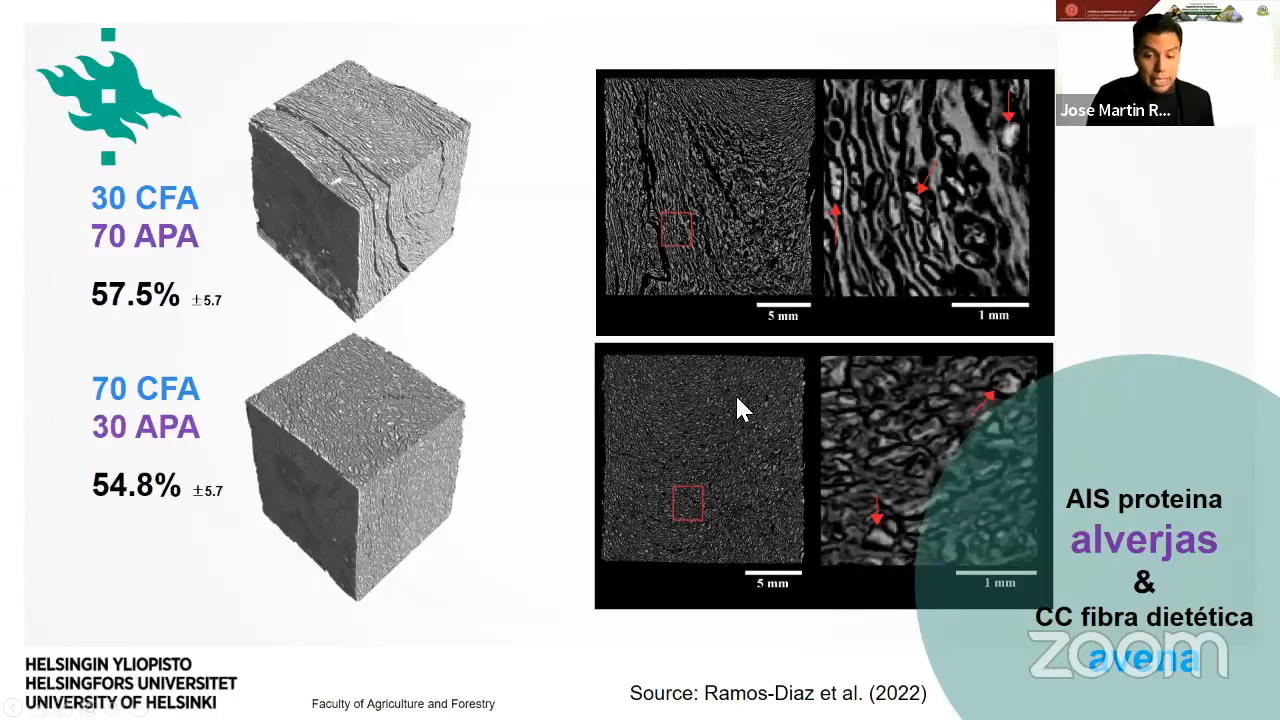 30 CFA
70 APA
57.5% ±5.7
70 CFA
30 APA
54.8% ±5.7
5 mm
1 mm
5 mm
1 mm
Jose Martin R...
AIS proteina
alverjas
&
CC fibra dietética
avena
zoom
HELSINGIN YLIOPISTO
HELSINGFORS UNIVERSITET
UNIVERSITY OF HELSINKI
Faculty of Agriculture and Forestry
Source: Ramos-Diaz et al. (2022)